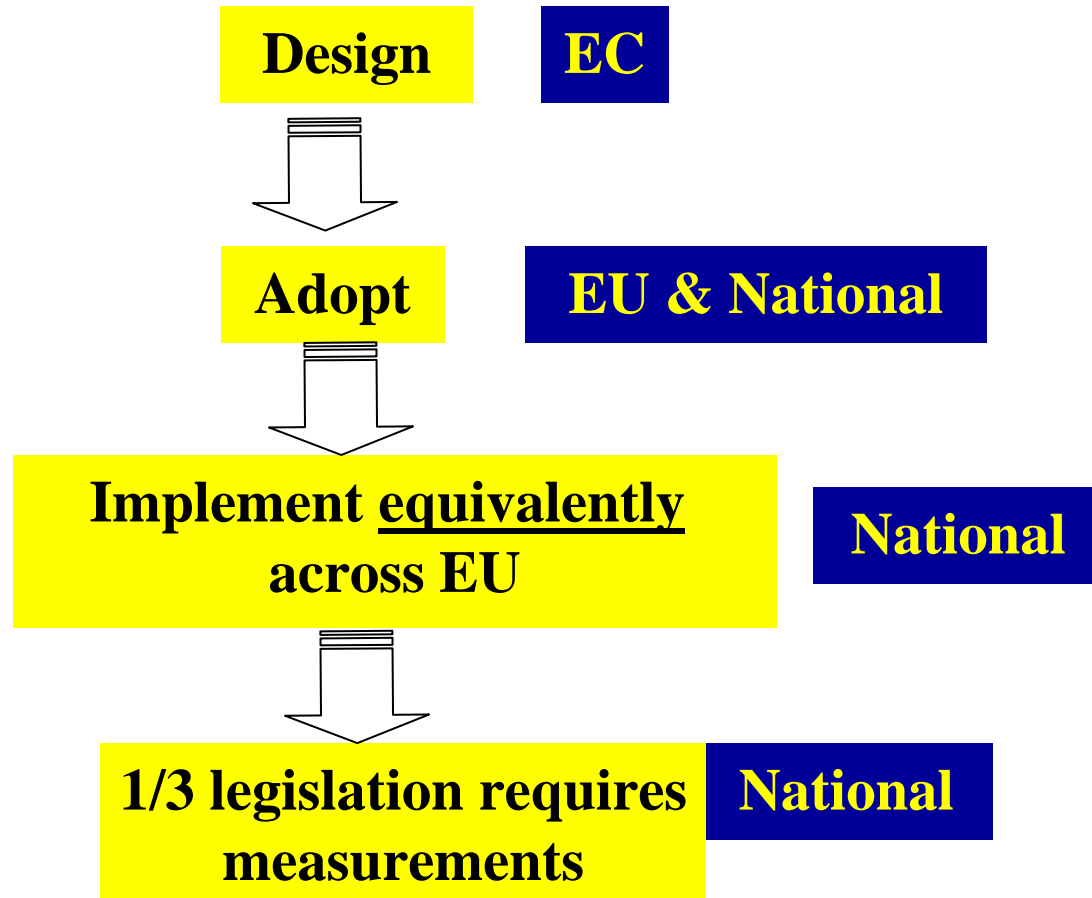 Design
EC
Adopt
EU & National
Implement equivalently
across EU
National
1/3 legislation requires
measurements
National